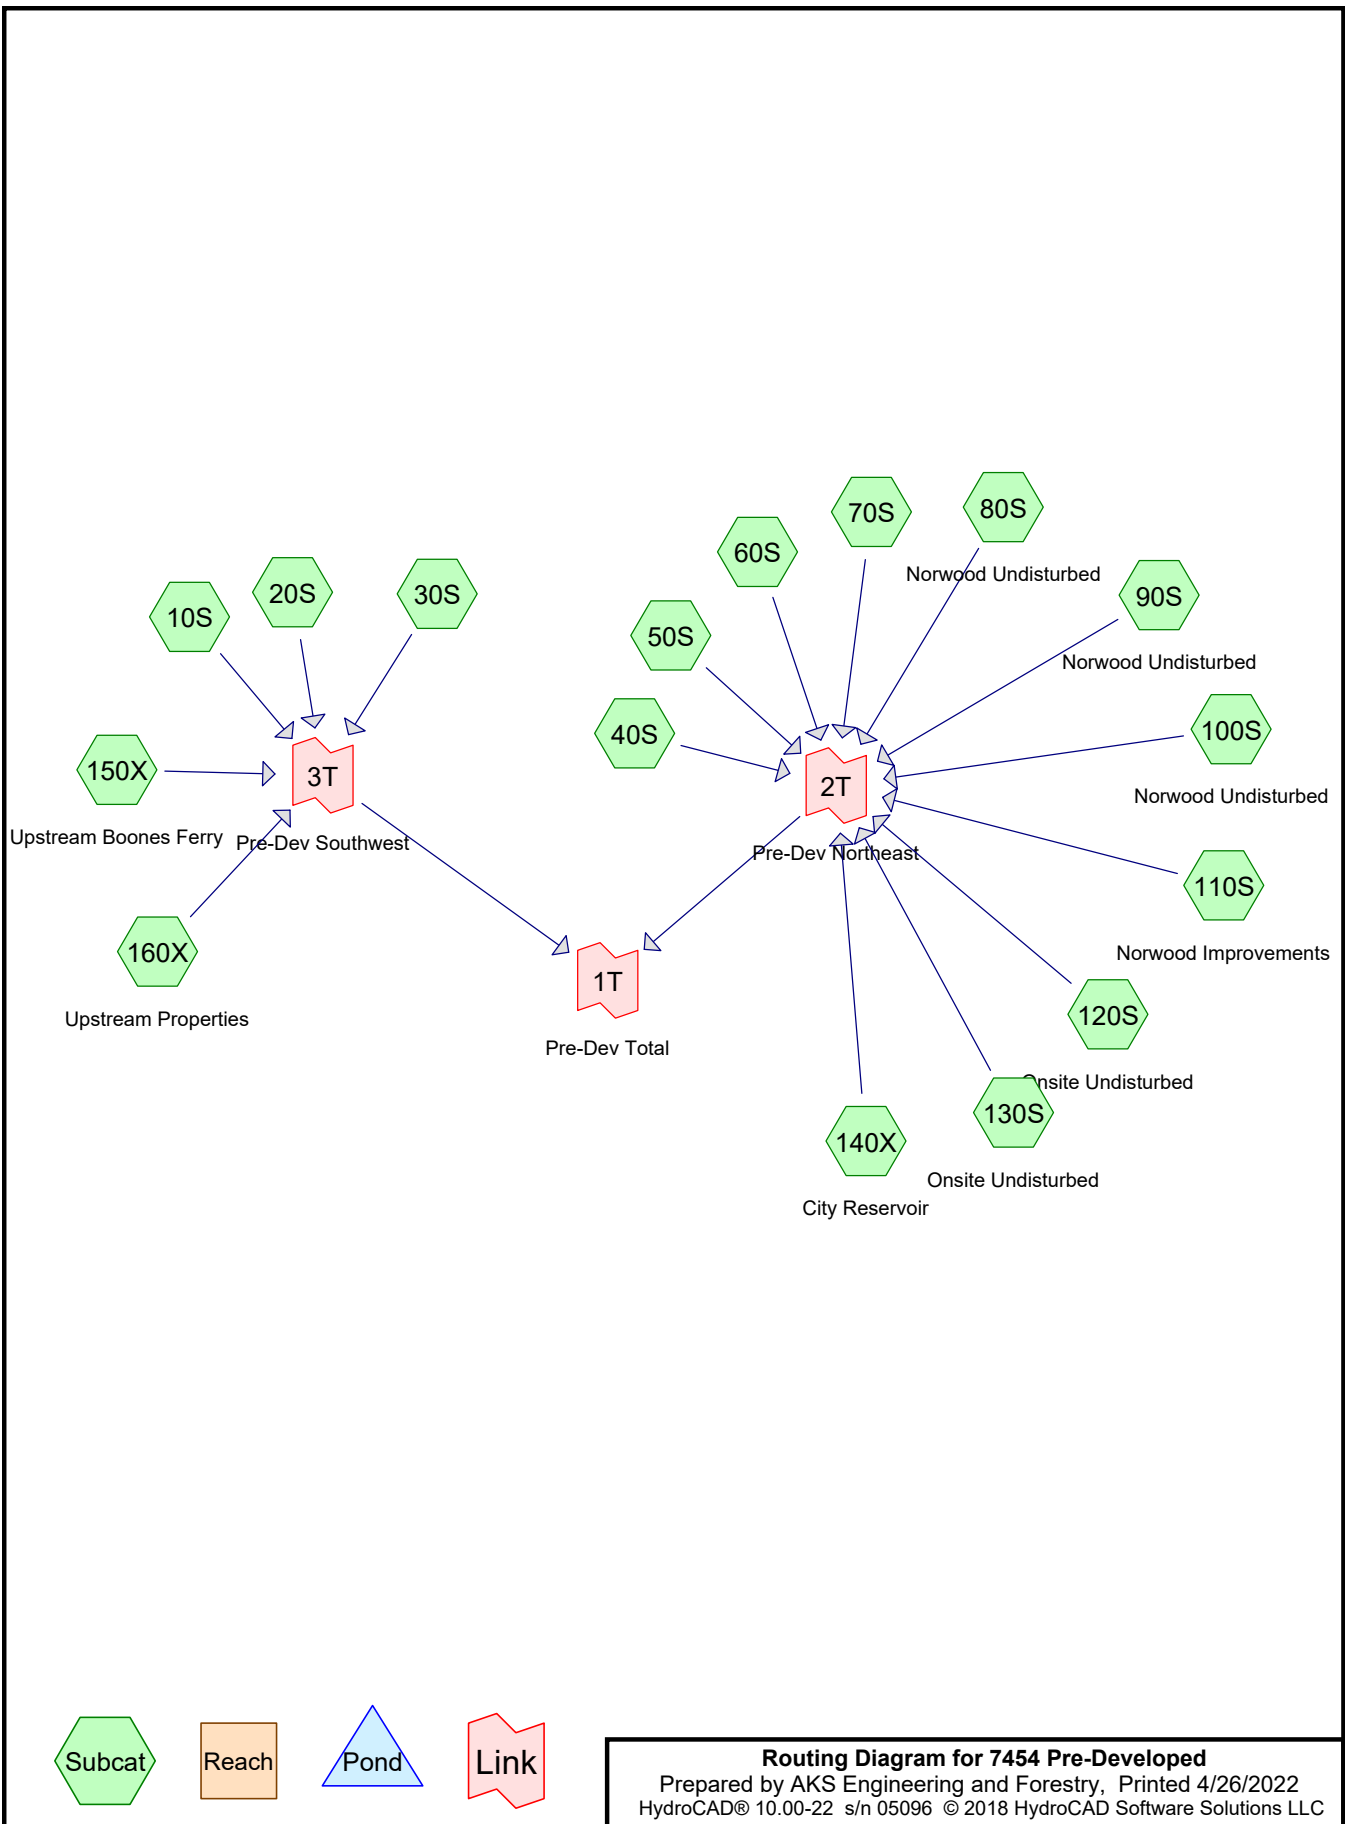 80S
70S
60S
Norwood Undisturbed
20S
30S
90S
10S
50S
Norwood Undisturbed
100S
40S
150X
3T
2T
Norwood Undisturbed
Upstream Boones Ferry
Pre-Dev Southwest
Pre-Dev Northeast
110S
160X
Norwood Improvements
1T
Upstream Properties
120S
Pre-Dev Total
Onsite Undisturbed
130S
140X
Onsite Undisturbed
City Reservoir
Subcat
Reach
Pond
Link
Routing Diagram for 7454 Pre-Developed
Prepared by AKS Engineering and Forestry, Printed 4/26/2022
HydroCAD® 10.00-22 s/n 05096 © 2018 HydroCAD Software Solutions LLC